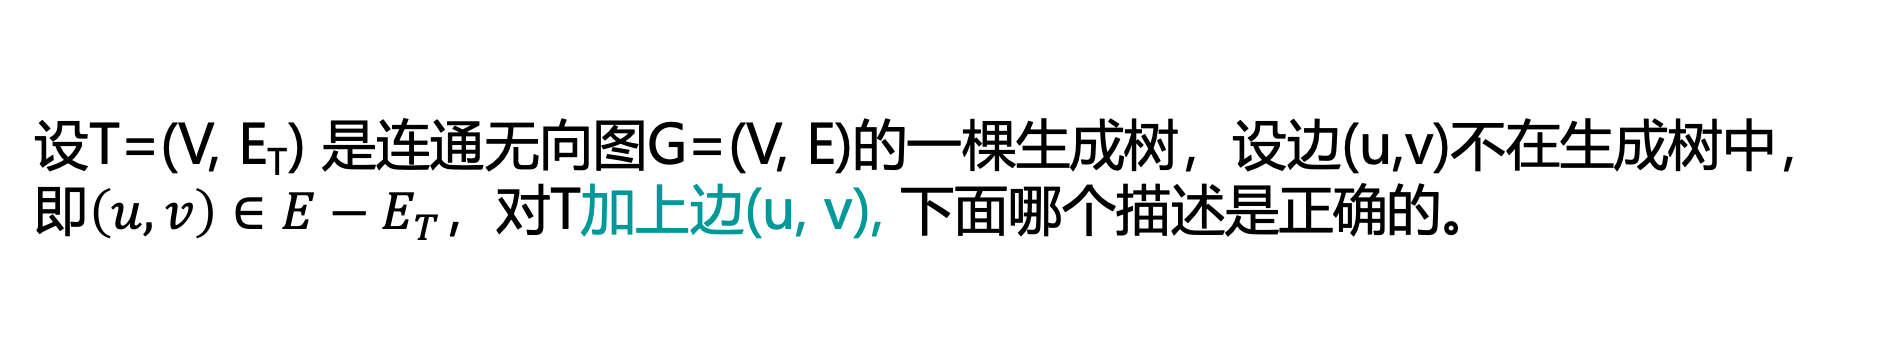 设T=(V, E_T) 是连通无向图G=(V, E)的一棵生成树，设边(u,v)不在生成树中，
即(u, v) ∈ E − E_T，对T加上边(u, v), 下面哪个描述是正确的。